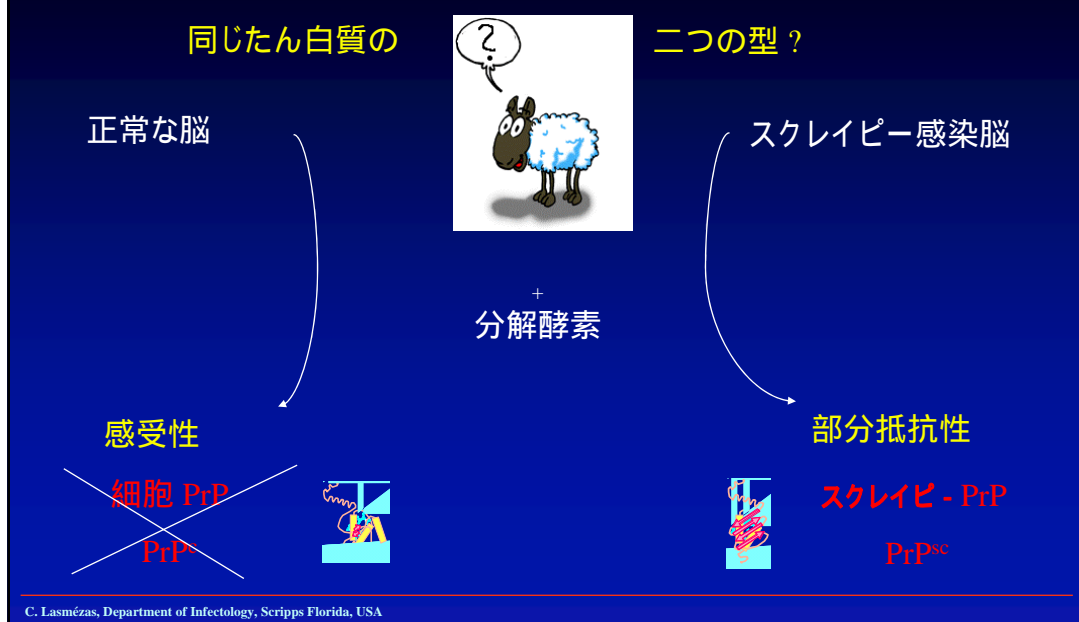 同じたん白質の
?
二つの型?
正常な脳
スクレイピー感染脳
+
分解酵素
感受性
部分抵抗性
細胞 PrP
スクレイピ - PrP
PrPᶜ
PrPˢᶜ
C. Lasmézas, Department of Infectology, Scripps Florida, USA